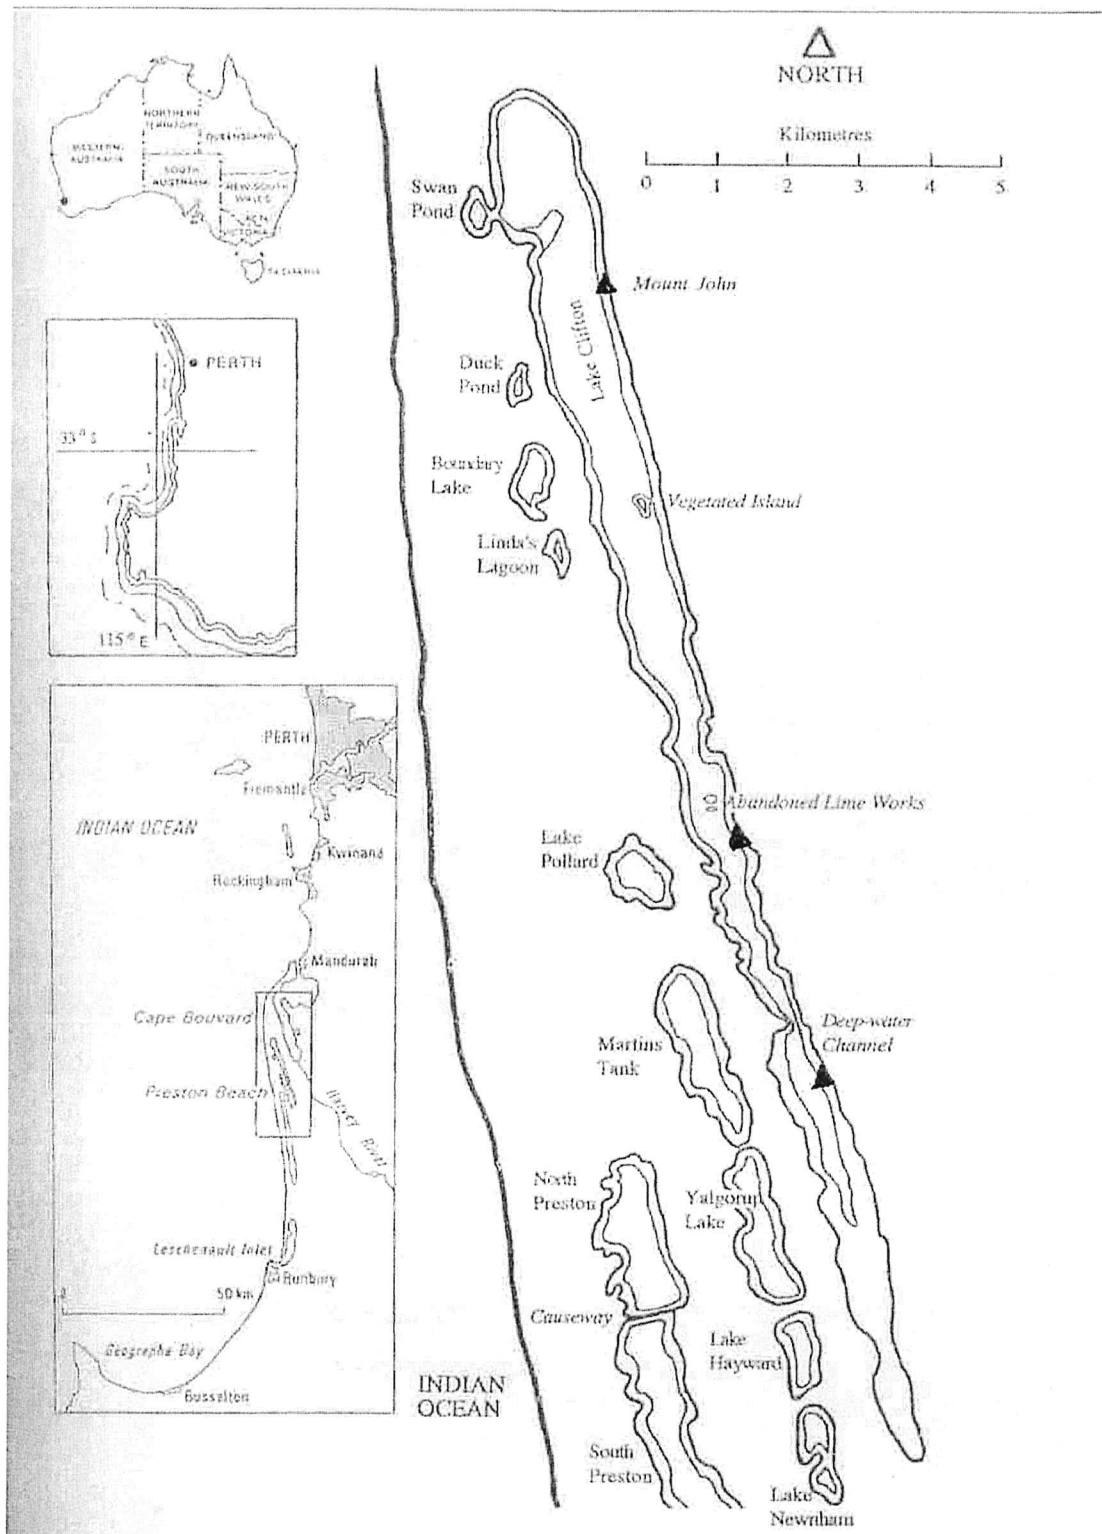 NORTH
Kilometres
0 1 2 3 4 5
NORTHERN
TERRITORY
QUEENSLAND
WESTERN
AUSTRALIA
SOUTH
AUSTRALIA
NEW SOUTH
WALES
VICTORIA
TASMANIA
PERTH
33° S
115° E
PERTH
Fremantle
INDIAN OCEAN
Kwinana
Rockingham
Mandurah
Cape Bouvard
Preston Beach
Harvey River
Leschenault Inlet
Bunbury
0 50 km
Geographe Bay
Busselton
INDIAN
OCEAN
Swan
Pond
Mount John
Lake Clifton
Duck
Pond
Boundary
Lake
Vegetated Island
Linda's
Lagoon
Abandoned Lime Works
Lake
Pollard
Deep-water
Channel
Martins
Tank
North
Preston
Yalgorup
Lake
Causeway
Lake
Hayward
South
Preston
Lake
Newnham